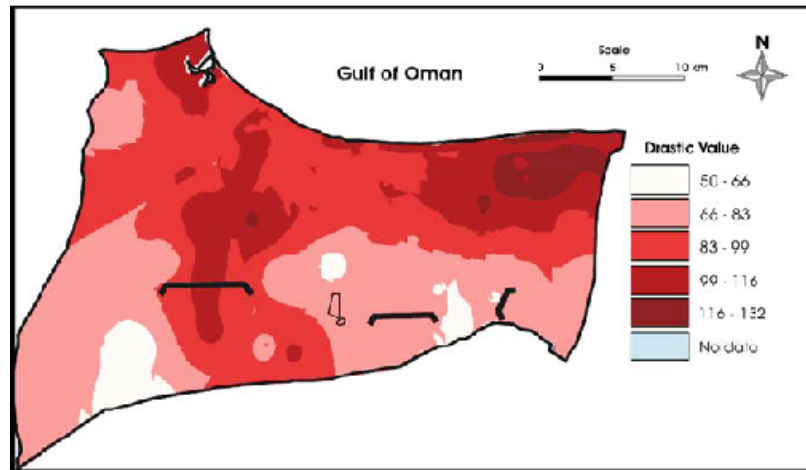 Scale
N
Gulf of Oman
0 5 10 km
Drastic Value
50 - 66
66 - 83
83 - 99
99 - 116
116 - 132
No data